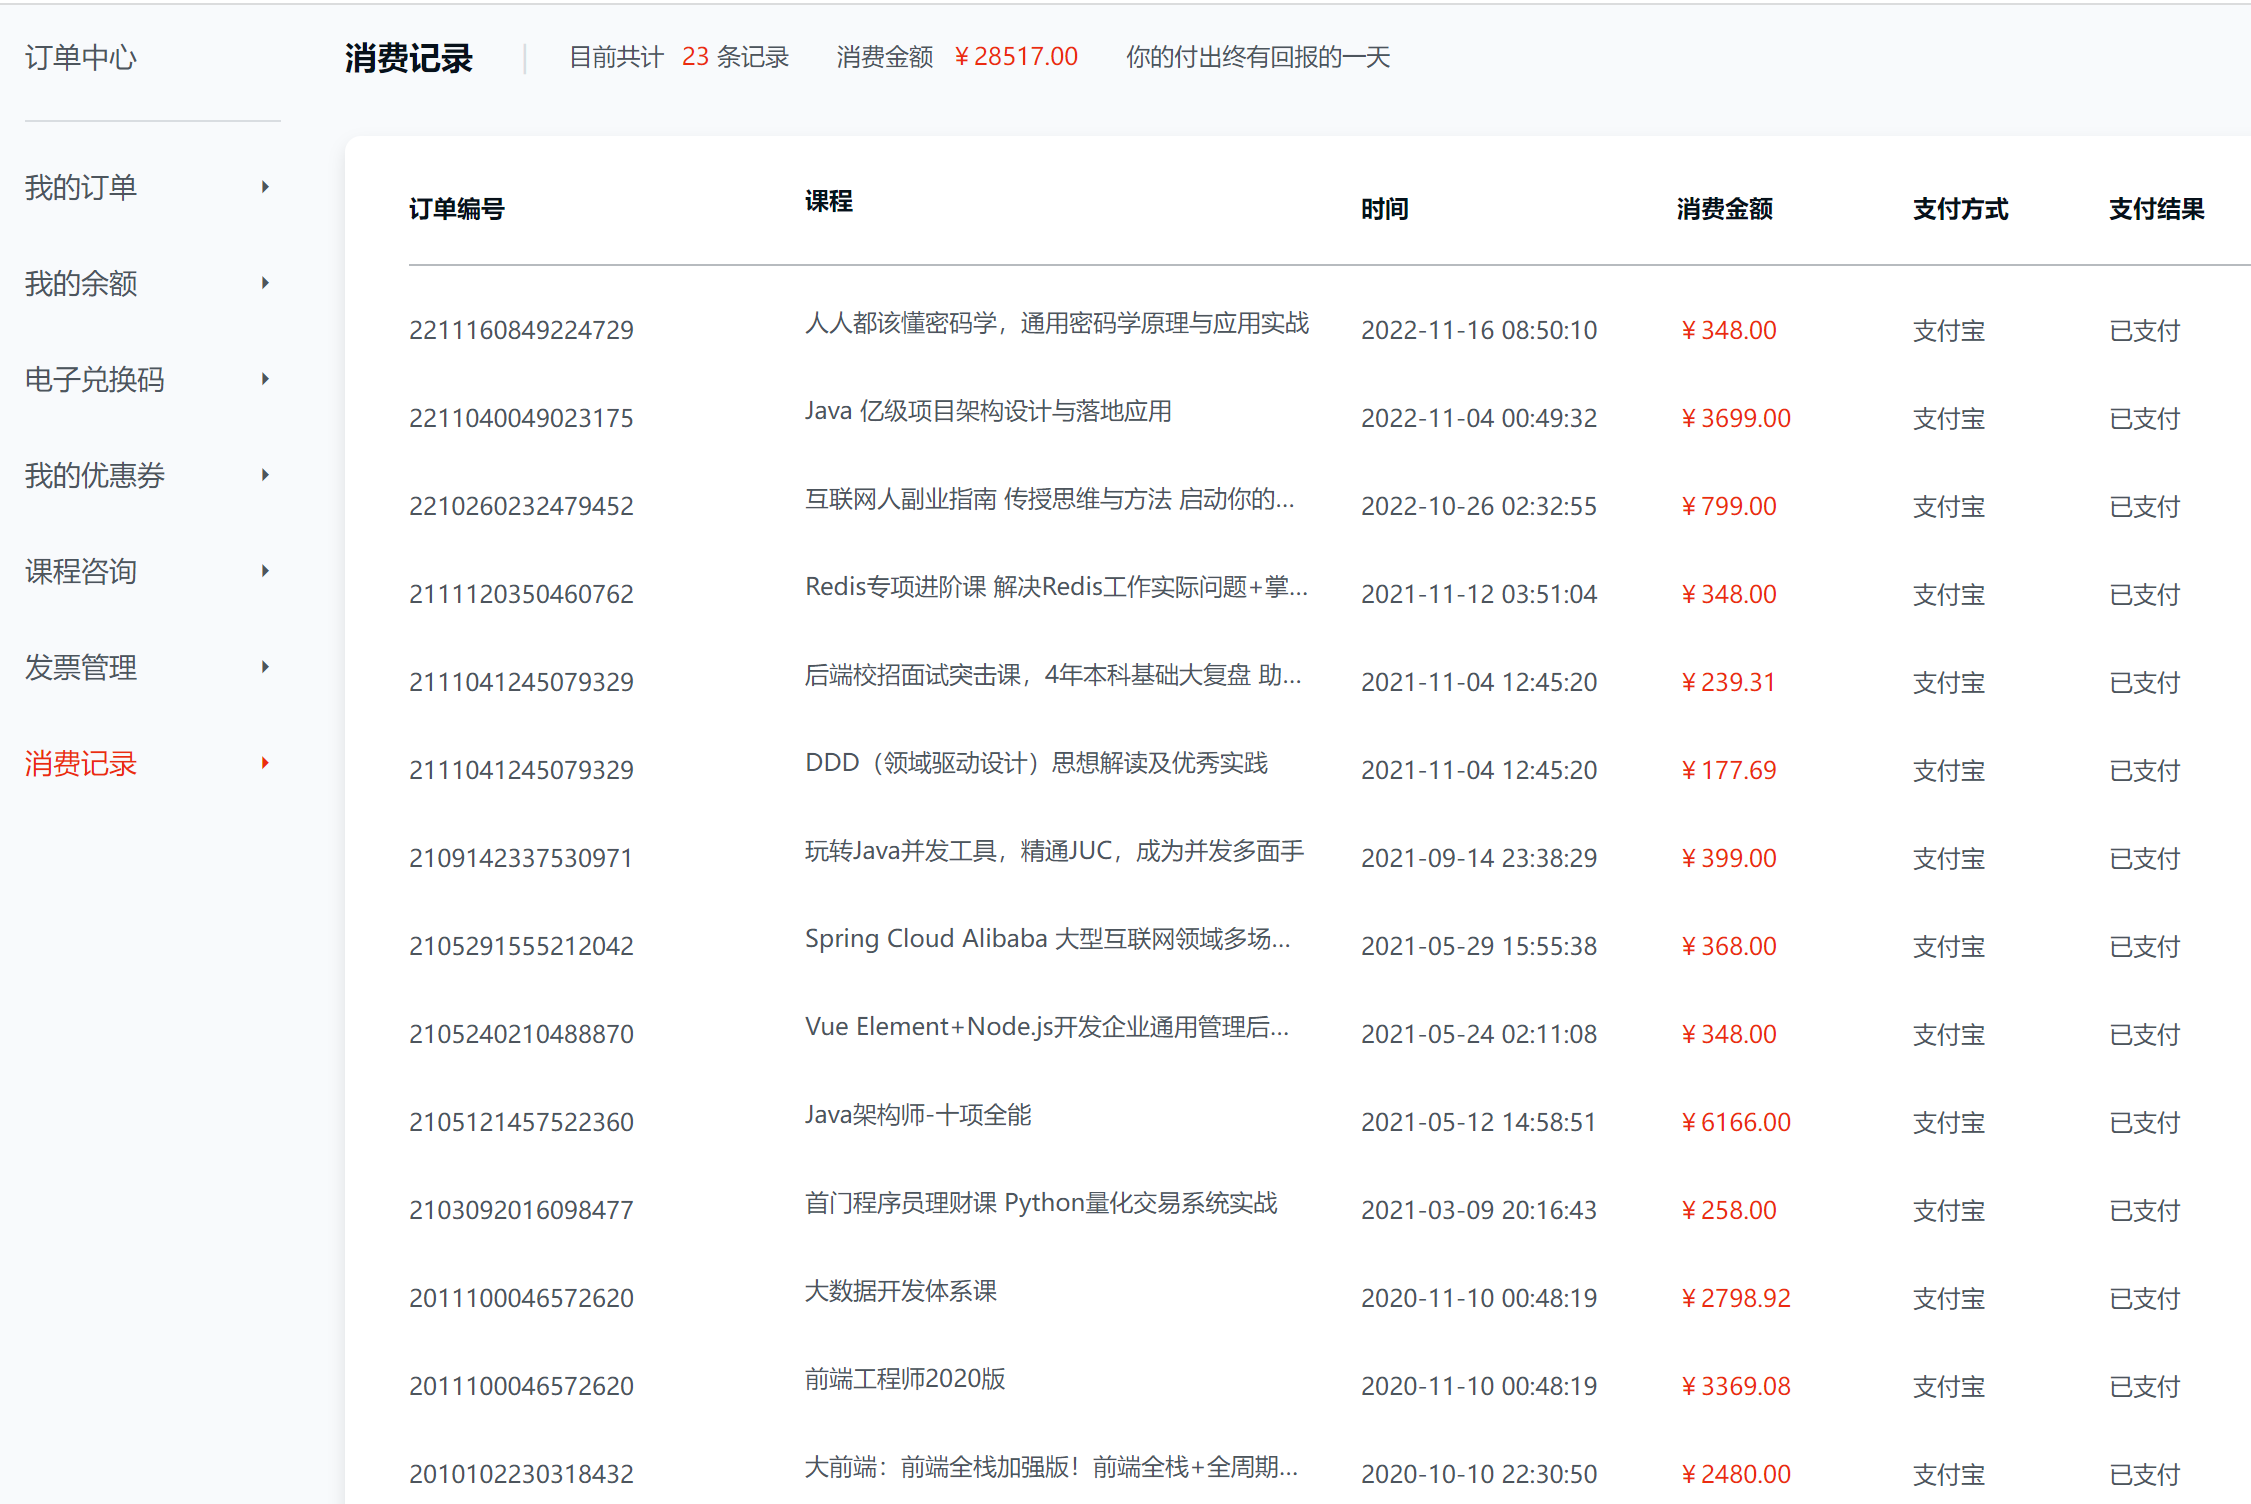 订单中心
我的订单
我的余额
电子兑换码
我的优惠券
课程咨询
发票管理
消费记录
消费记录 目前共计 23 条记录 消费金额 ￥28517.00 你的付出终有回报的一天
订单编号 课程 时间 消费金额 支付方式 支付结果
2211160849224729 人人都该懂密码学，通用密码学原理与应用实战 2022-11-16 08:50:10 ￥348.00 支付宝 已支付
2211040049023175 Java 亿级项目架构设计与落地应用 2022-11-04 00:49:32 ￥3699.00 支付宝 已支付
2210260232479452 互联网人副业指南 传授思维与方法 启动你的... 2022-10-26 02:32:55 ￥799.00 支付宝 已支付
2111120350460762 Redis专项进阶课 解决Redis工作实际问题+掌... 2021-11-12 03:51:04 ￥348.00 支付宝 已支付
2111041245079329 后端校招面试突击课，4年本科基础大复盘 助... 2021-11-04 12:45:20 ￥239.31 支付宝 已支付
2111041245079329 DDD（领域驱动设计）思想解读及优秀实践 2021-11-04 12:45:20 ￥177.69 支付宝 已支付
2109142337530971 玩转Java并发工具，精通JUC，成为并发多面手 2021-09-14 23:38:29 ￥399.00 支付宝 已支付
2105291555212042 Spring Cloud Alibaba 大型互联网领域多场... 2021-05-29 15:55:38 ￥368.00 支付宝 已支付
2105240210488870 Vue Element+Node.js开发企业通用管理后... 2021-05-24 02:11:08 ￥348.00 支付宝 已支付
2105121457522360 Java架构师-十项全能 2021-05-12 14:58:51 ￥6166.00 支付宝 已支付
2103092016098477 首门程序员理财课 Python量化交易系统实战 2021-03-09 20:16:43 ￥258.00 支付宝 已支付
2011100046572620 大数据开发体系课 2020-11-10 00:48:19 ￥2798.92 支付宝 已支付
2011100046572620 前端工程师2020版 2020-11-10 00:48:19 ￥3369.08 支付宝 已支付
2010102230318432 大前端：前端全栈加强版！前端全栈+全周期... 2020-10-10 22:30:50 ￥2480.00 支付宝 已支付